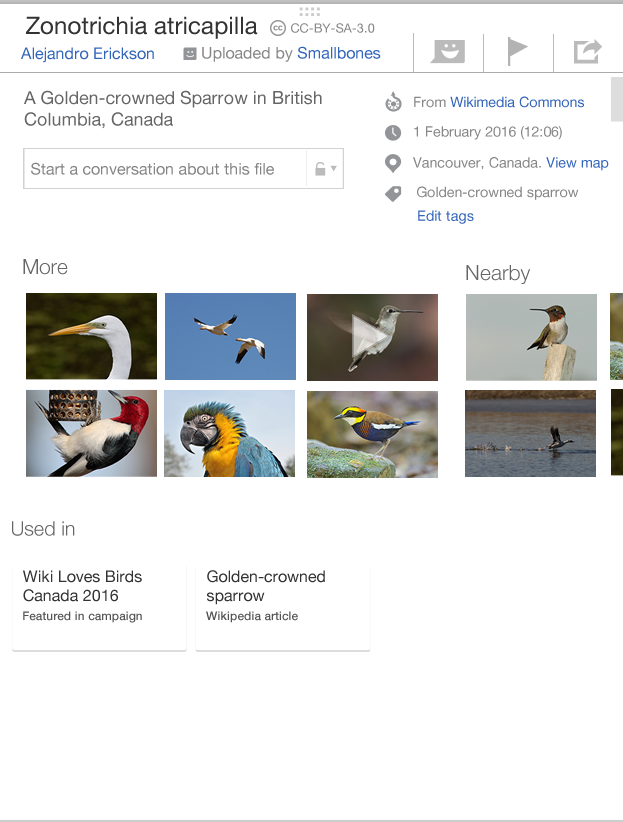 Zonotrichia atricapilla CC-BY-SA-3.0
Alejandro Erickson Uploaded by Smallbones
A Golden-crowned Sparrow in British
Columbia, Canada
Start a conversation about this file
From Wikimedia Commons
1 February 2016 (12:06)
Vancouver, Canada. View map
Golden-crowned sparrow
Edit tags
More
Nearby
Used in
Wiki Loves Birds
Canada 2016
Featured in campaign
Golden-crowned
sparrow
Wikipedia article